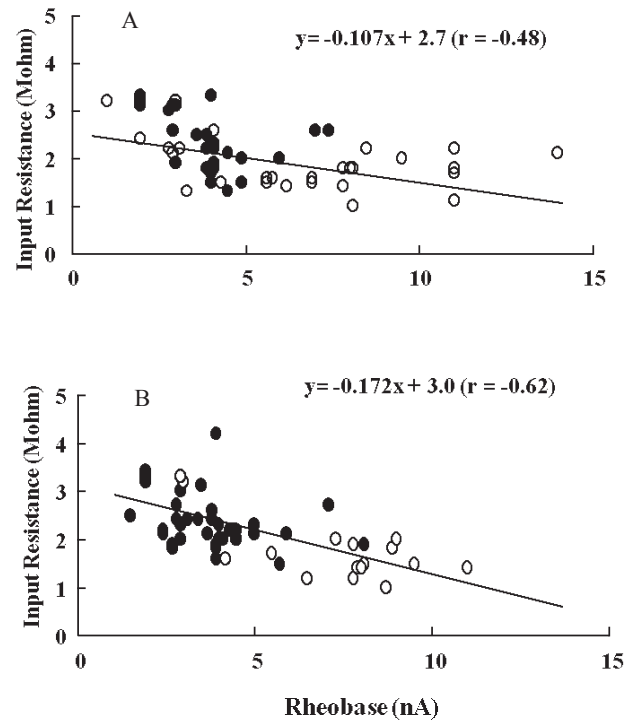 A
y= -0.107x + 2.7 (r = -0.48)
Input Resistance (Mohm)
5
4
3
2
1
0
0 5 10 15
B
y= -0.172x + 3.0 (r = -0.62)
Input Resistance (Mohm)
5
4
3
2
1
0
0 5 10 15
Rheobase (nA)